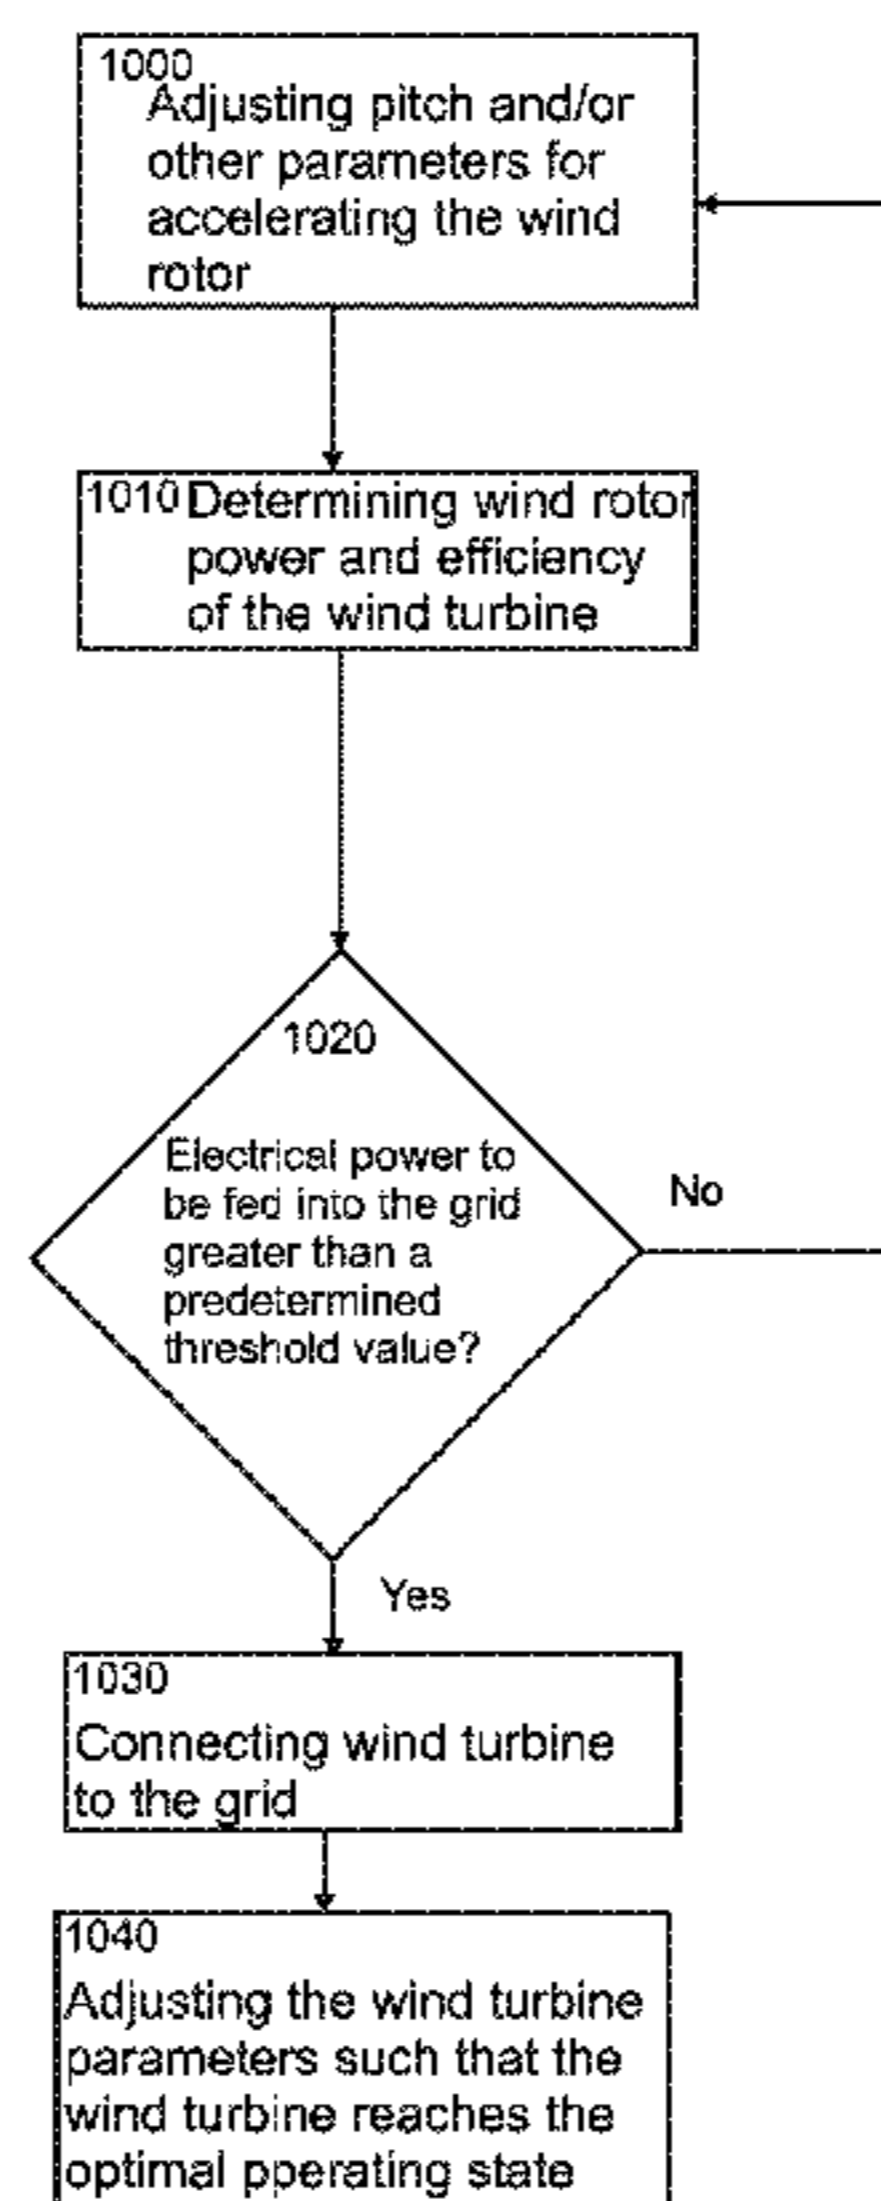 1000
Adjusting pitch and/or
other parameters for
accelerating the wind
rotor
1010 Determining wind rotor
power and efficiency
of the wind turbine
1020
Electrical power to
be fed into the grid
greater than a
predetermined
threshold value?
No
Yes
1030
Connecting wind turbine
to the grid
1040
Adjusting the wind turbine
parameters such that the
wind turbine reaches the
optimal pperating state